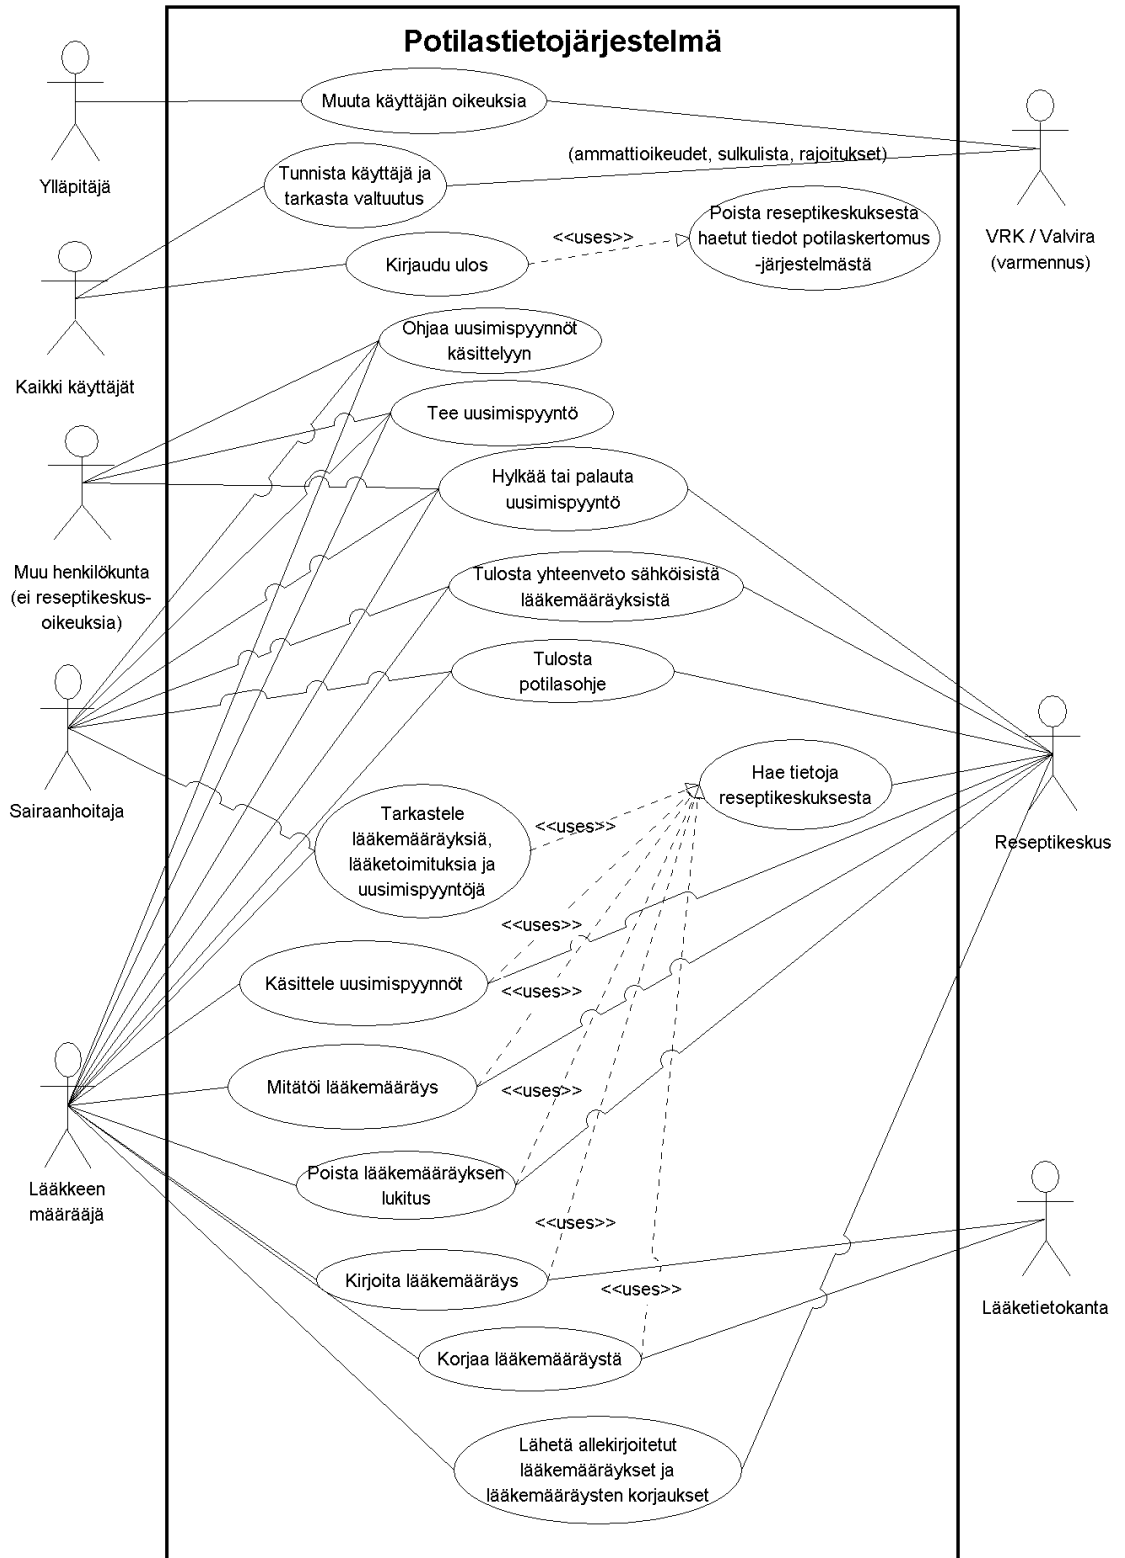 Potilastietojärjestelmä
Muuta käyttäjän oikeuksia
Ylläpitäjä
(ammattioikeudet, sulkulista, rajoitukset)
Tunnista käyttäjä ja
tarkasta valtuutus
VRK / Valvira
(varmennus)
Poista reseptikeskuksesta
haetut tiedot potilaskertomus
-järjestelmästä
<<uses>>
Kirjaudu ulos
Kaikki käyttäjät
Ohjaa uusimispyynnöt
käsittelyyn
Tee uusimispyyntö
Hylkää tai palauta
uusimispyyntö
Muu henkilökunta
(ei reseptikeskus-
oikeuksia)
Tulosta yhteenveto sähköisistä
lääkemääräyksistä
Tulosta
potilasohje
Sairaanhoitaja
Hae tietoja
reseptikeskuksesta
Reseptikeskus
Tarkastele
lääkemääräyksiä,
lääketoimituksia ja
uusimispyyntöjä
<<uses>>
<<uses>>
Käsittele uusimispyynnöt
<<uses>>
Mitätöi lääkemääräys
<<uses>>
Lääkkeen
määrääjä
Poista lääkemääräyksen
lukitus
<<uses>>
Kirjoita lääkemääräys
<<uses>>
Lääketietokanta
Korjaa lääkemääräystä
Lähetä allekirjoitetut
lääkemääräykset ja
lääkemääräysten korjaukset